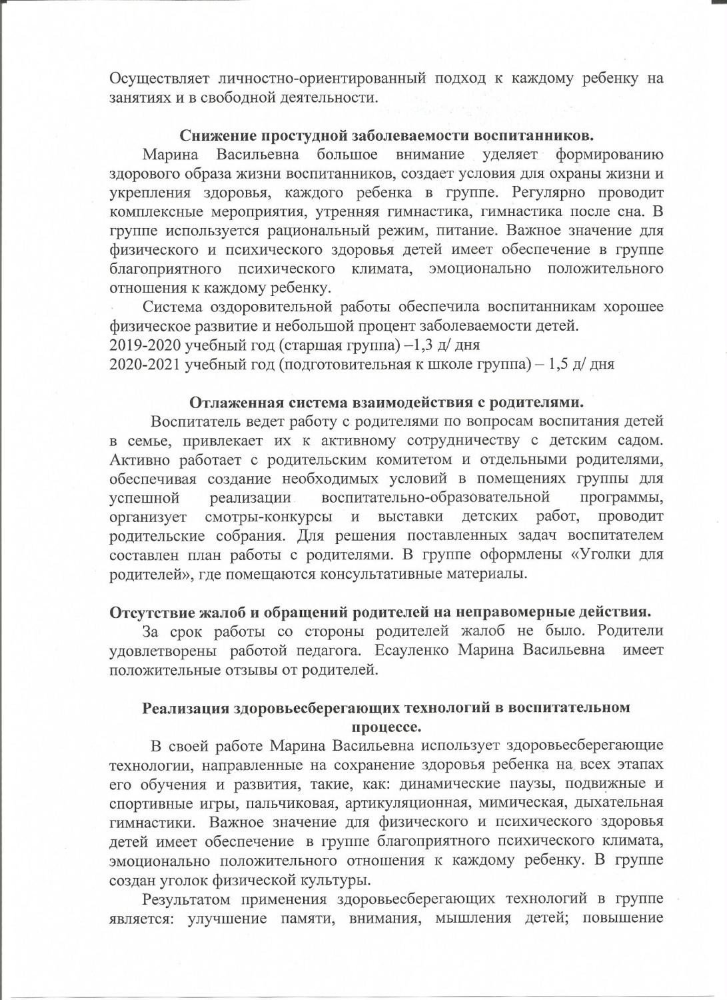 Осуществляет личностно-ориентированный подход к каждому ребенку на
занятиях и в свободной деятельности.
Снижение простудной заболеваемости воспитанников.
Марина Васильевна большое внимание уделяет формированию
здорового образа жизни воспитанников, создает условия для охраны жизни и
укрепления здоровья, каждого ребенка в группе. Регулярно проводит
комплексные мероприятия, утренняя гимнастика, гимнастика после сна. В
группе используется рациональный режим, питание. Важное значение для
физического и психического здоровья детей имеет обеспечение в группе
благоприятного психического климата, эмоционально положительного
отношения к каждому ребенку.
Система оздоровительной работы обеспечила воспитанникам хорошее
физическое развитие и небольшой процент заболеваемости детей.
2019-2020 учебный год (старшая группа) –1,3 д/ дня
2020-2021 учебный год (подготовительная к школе группа) – 1,5 д/ дня
Отлаженная система взаимодействия с родителями.
Воспитатель ведет работу с родителями по вопросам воспитания детей
в семье, привлекает их к активному сотрудничеству с детским садом.
Активно работает с родительским комитетом и отдельными родителями,
обеспечивая создание необходимых условий в помещениях группы для
успешной реализации воспитательно-образовательной программы,
организует смотры-конкурсы и выставки детских работ, проводит
родительские собрания. Для решения поставленных задач воспитателем
составлен план работы с родителями. В группе оформлены «Уголки для
родителей», где помещаются консультативные материалы.
Отсутствие жалоб и обращений родителей на неправомерные действия.
За срок работы со стороны родителей жалоб не было. Родители
удовлетворены работой педагога. Есауленко Марина Васильевна имеет
положительные отзывы от родителей.
Реализация здоровьесберегающих технологий в воспитательном
процессе.
В своей работе Марина Васильевна использует здоровьесберегающие
технологии, направленные на сохранение здоровья ребенка на всех этапах
его обучения и развития, такие, как: динамические паузы, подвижные и
спортивные игры, пальчиковая, артикуляционная, мимическая, дыхательная
гимнастики. Важное значение для физического и психического здоровья
детей имеет обеспечение в группе благоприятного психического климата,
эмоционально положительного отношения к каждому ребенку. В группе
создан уголок физической культуры.
Результатом применения здоровьесберегающих технологий в группе
является: улучшение памяти, внимания, мышления детей; повышение